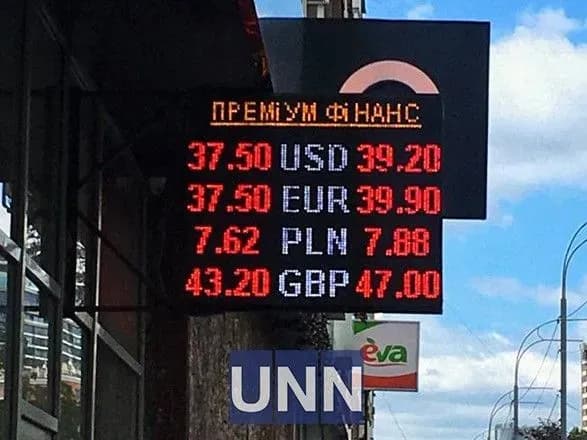 ПРЕМіУМ ФіНАНС
37.50 USD 39.20
37.50 EUR 39.90
7.62 PLN 7.88
43.20 GBP 47.00
eva
UNN